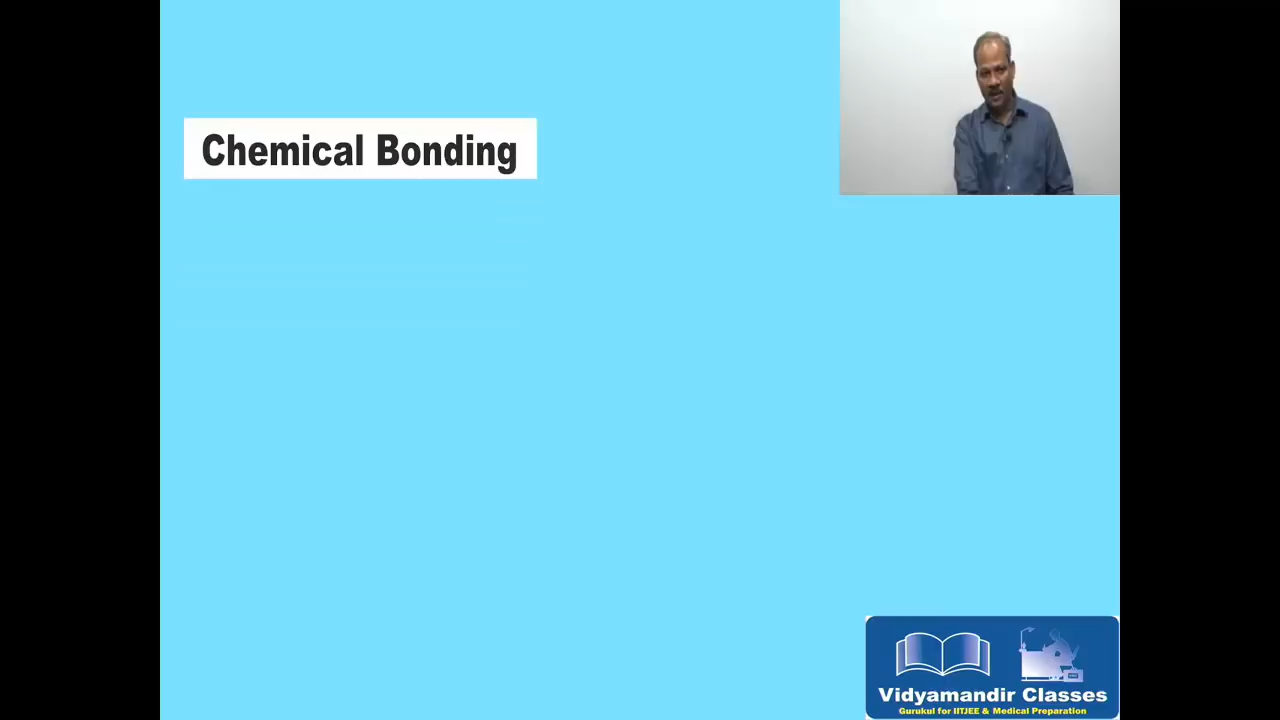 Chemical Bonding
Vidyamandir Classes
Gurukul for IITJEE & Medical Preparation